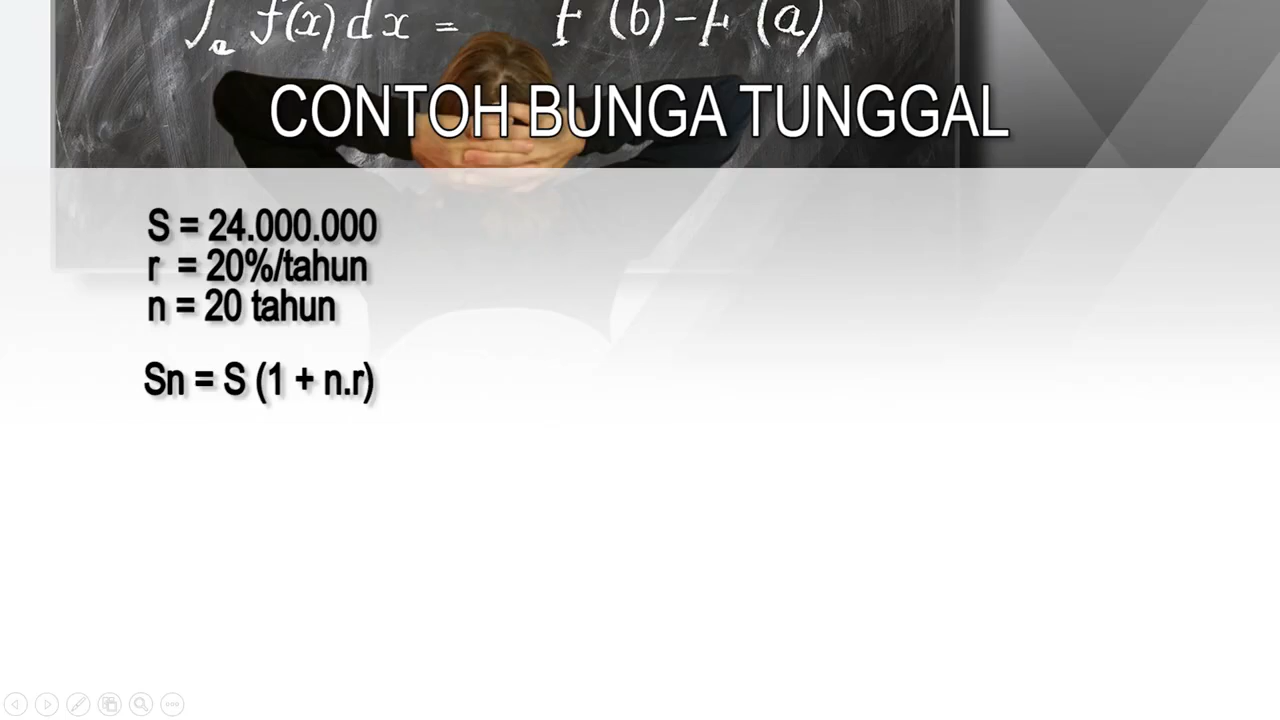 ∫a f(x) dx = F (b) – F (a)
CONTOH BUNGA TUNGGAL
S = 24.000.000
r = 20%/tahun
n = 20 tahun
Sn = S (1 + n.r)